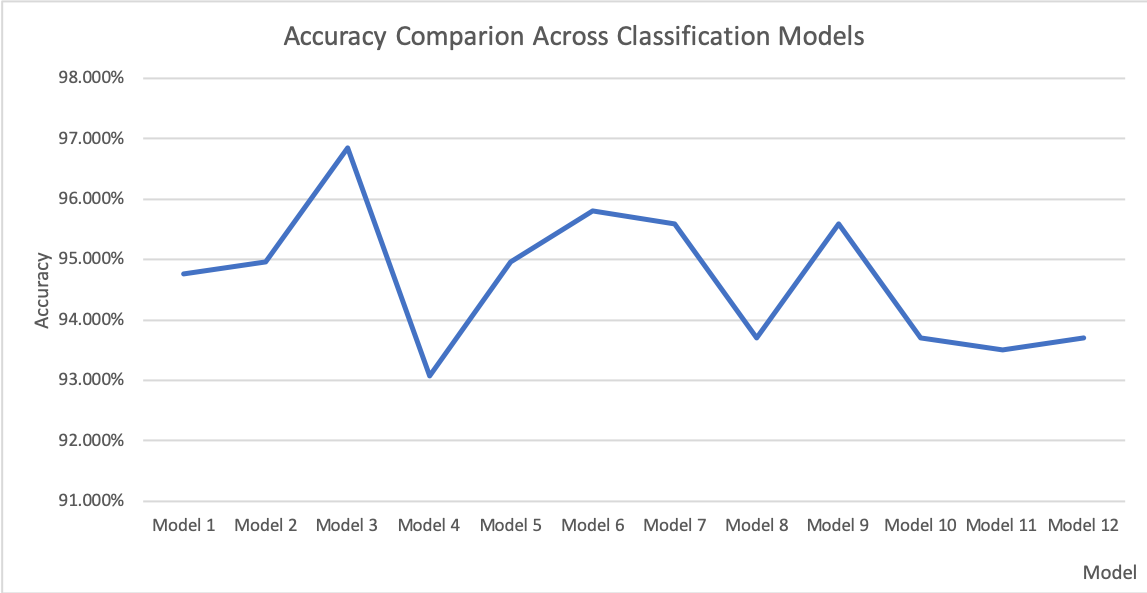 Accuracy Comparion Across Classification Models
98.000%
97.000%
96.000%
95.000%
94.000%
93.000%
92.000%
91.000%
Accuracy
Model 1 Model 2 Model 3 Model 4 Model 5 Model 6 Model 7 Model 8 Model 9 Model 10 Model 11 Model 12
Model